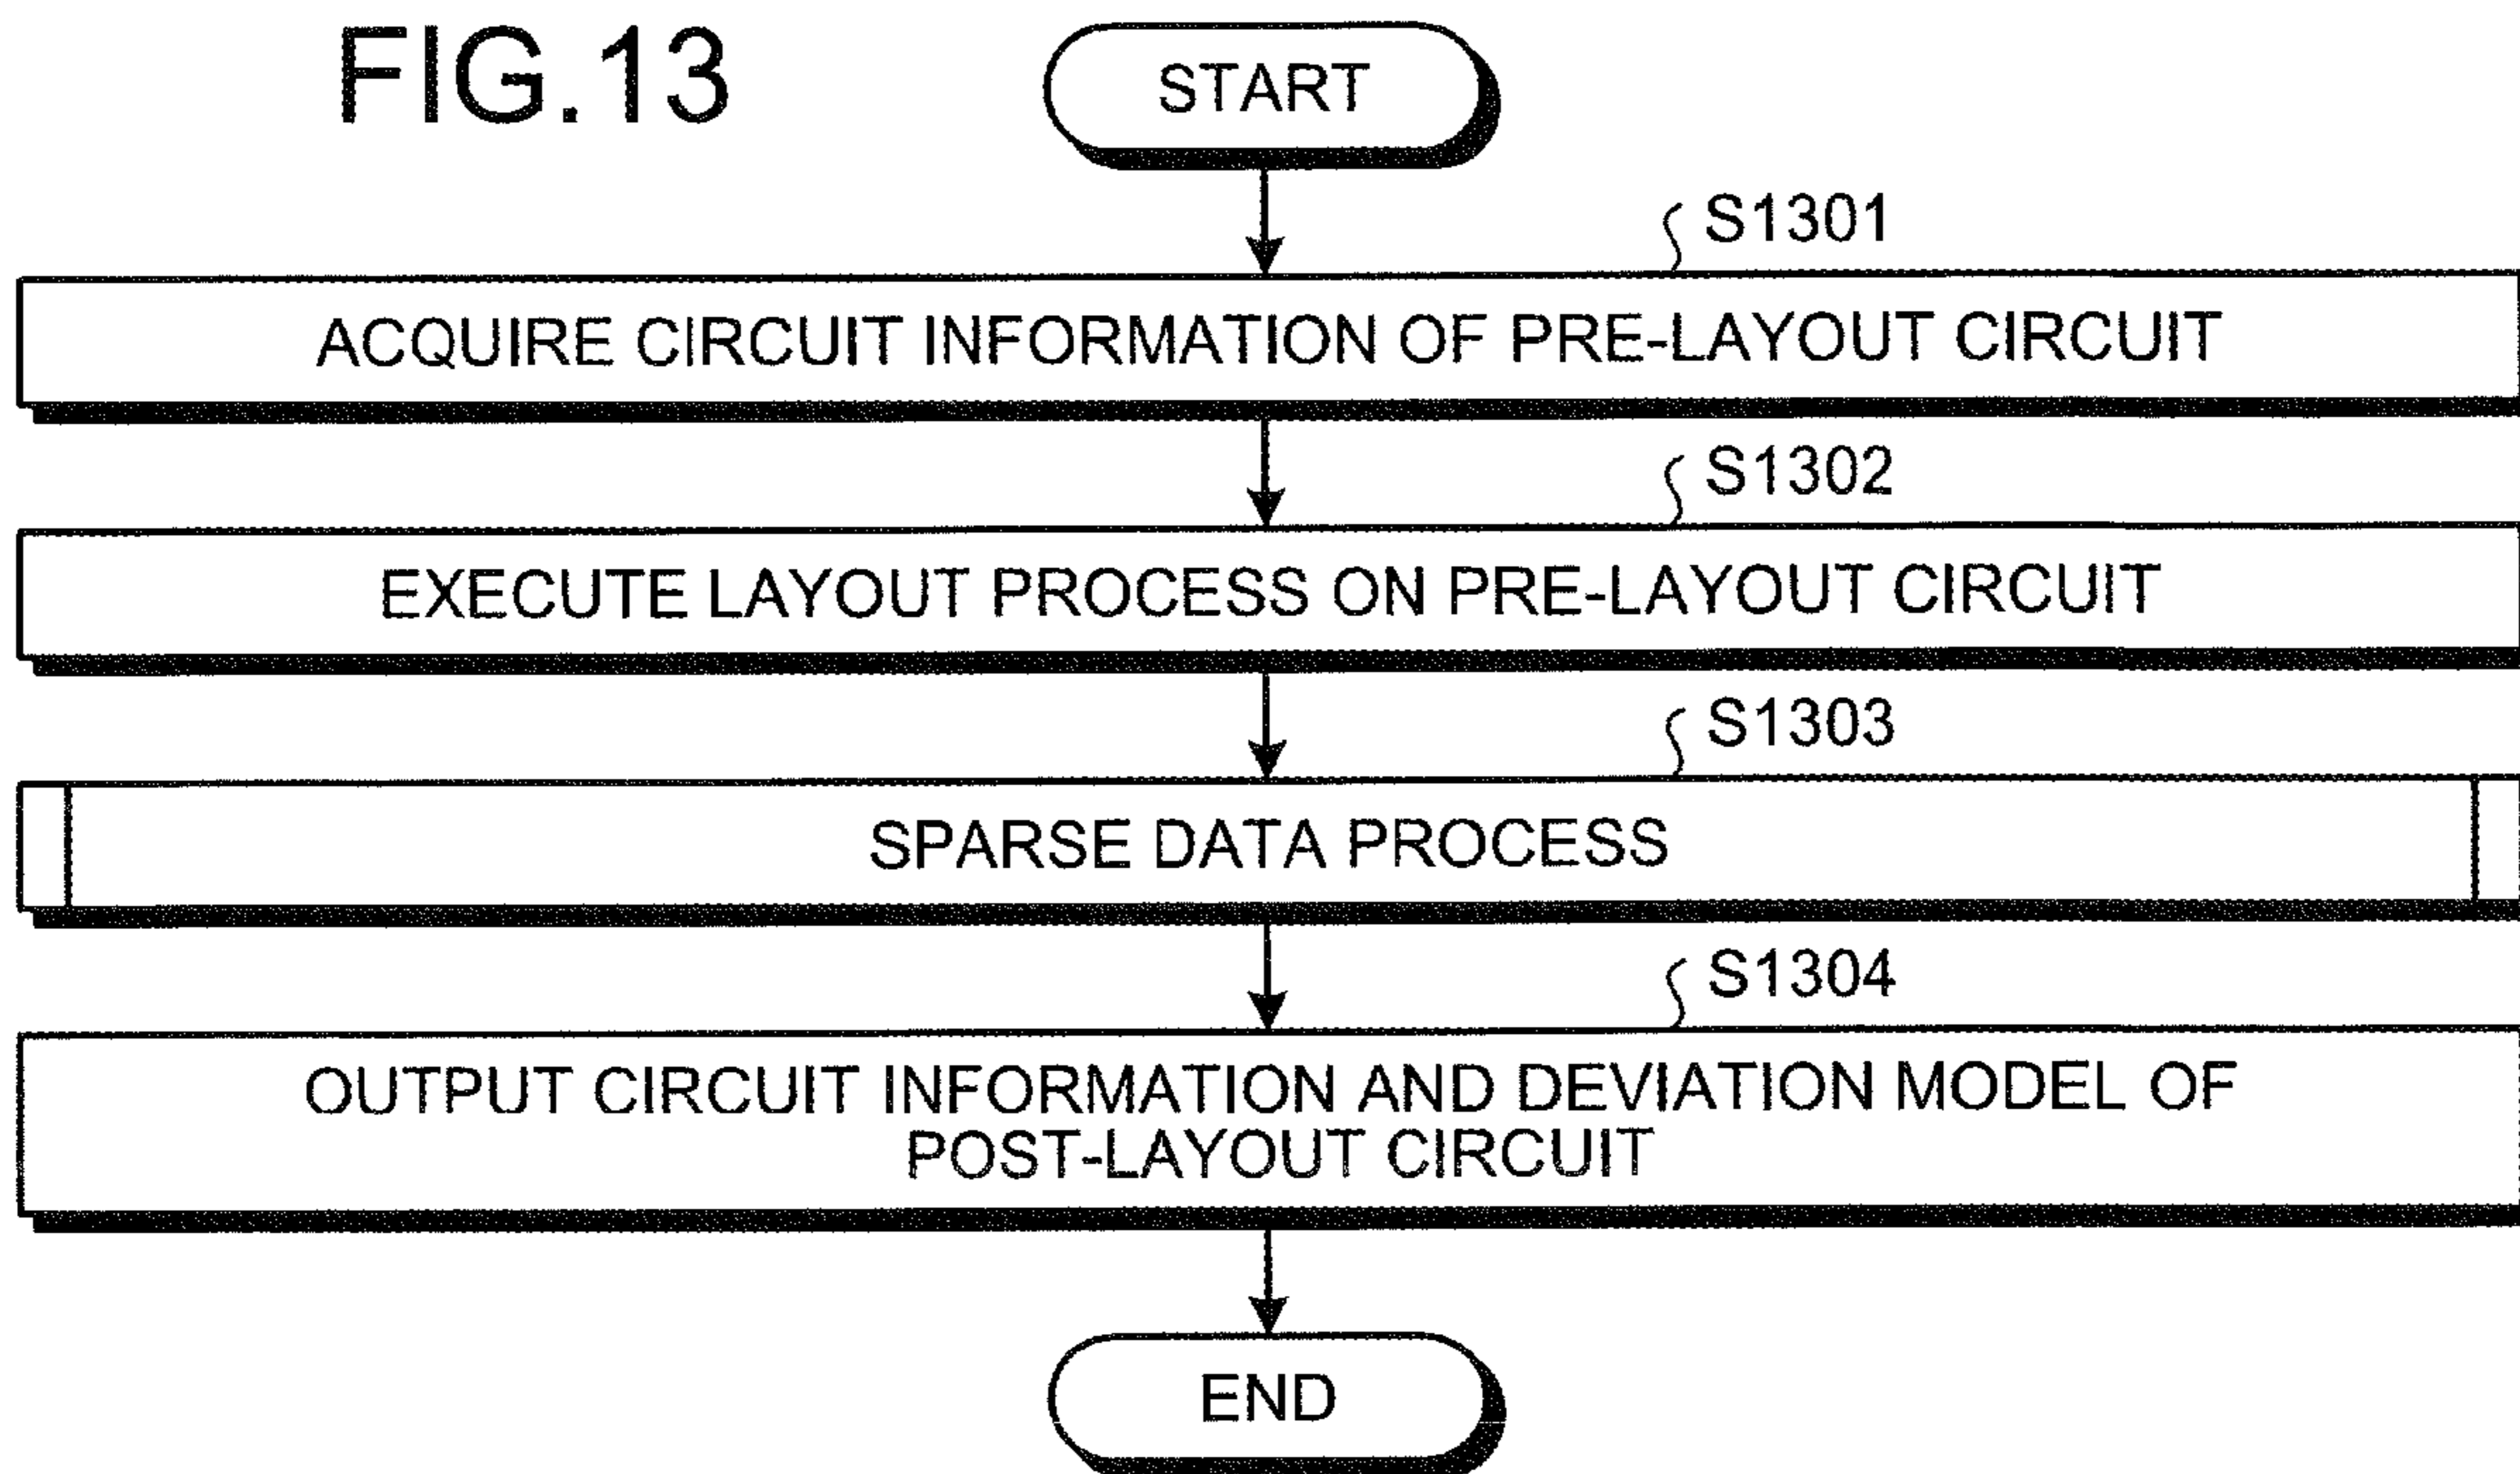 FIG.13
START
S1301
ACQUIRE CIRCUIT INFORMATION OF PRE-LAYOUT CIRCUIT
S1302
EXECUTE LAYOUT PROCESS ON PRE-LAYOUT CIRCUIT
S1303
SPARSE DATA PROCESS
S1304
OUTPUT CIRCUIT INFORMATION AND DEVIATION MODEL OF
POST-LAYOUT CIRCUIT
END